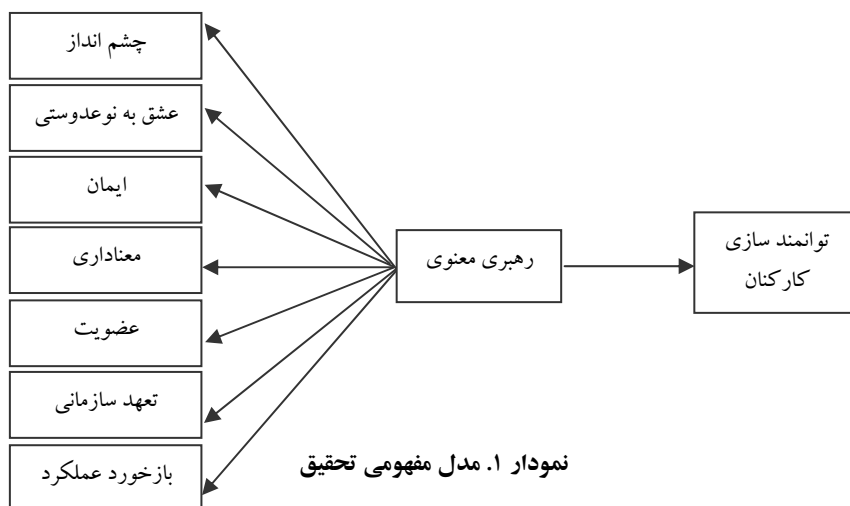 چشم انداز
عشق به نوعدوستی
ایمان
معناداری
عضویت
تعهد سازمانی
بازخورد عملکرد
رهبری معنوی
توانمند سازی
کارکنان
نمودار ۱. مدل مفهومی تحقیق